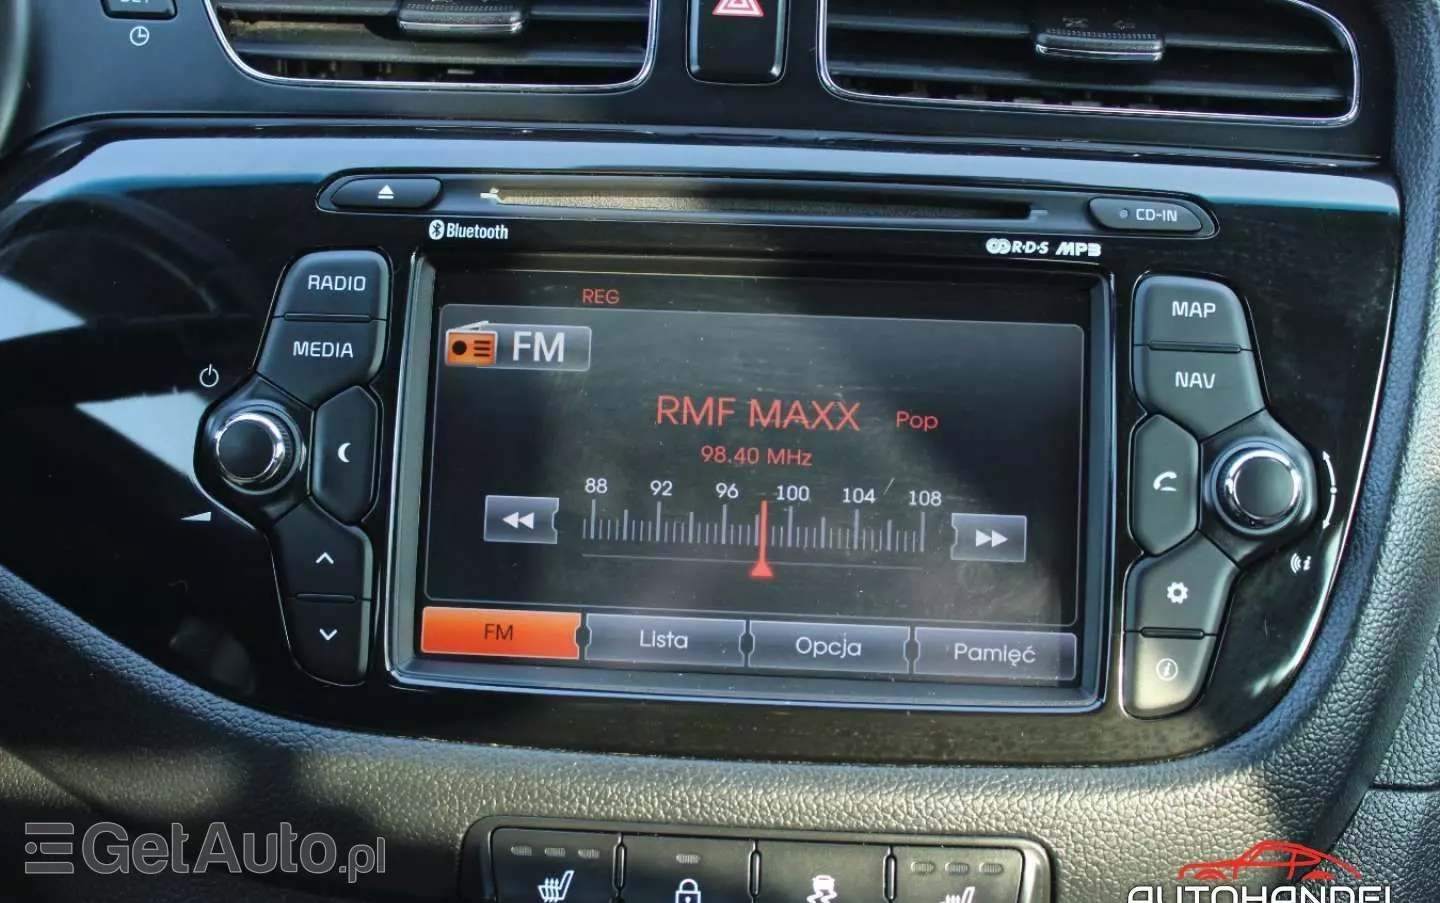 CD-IN
Bluetooth
R·D·S MP3
RADIO
MEDIA
MAP
NAV
REG
FM
RMF MAXX Pop
98.40 MHz
88 92 96 100 104 108
FM Lista Opcja Pamięć
GetAuto.pl
AUTOHANDEL